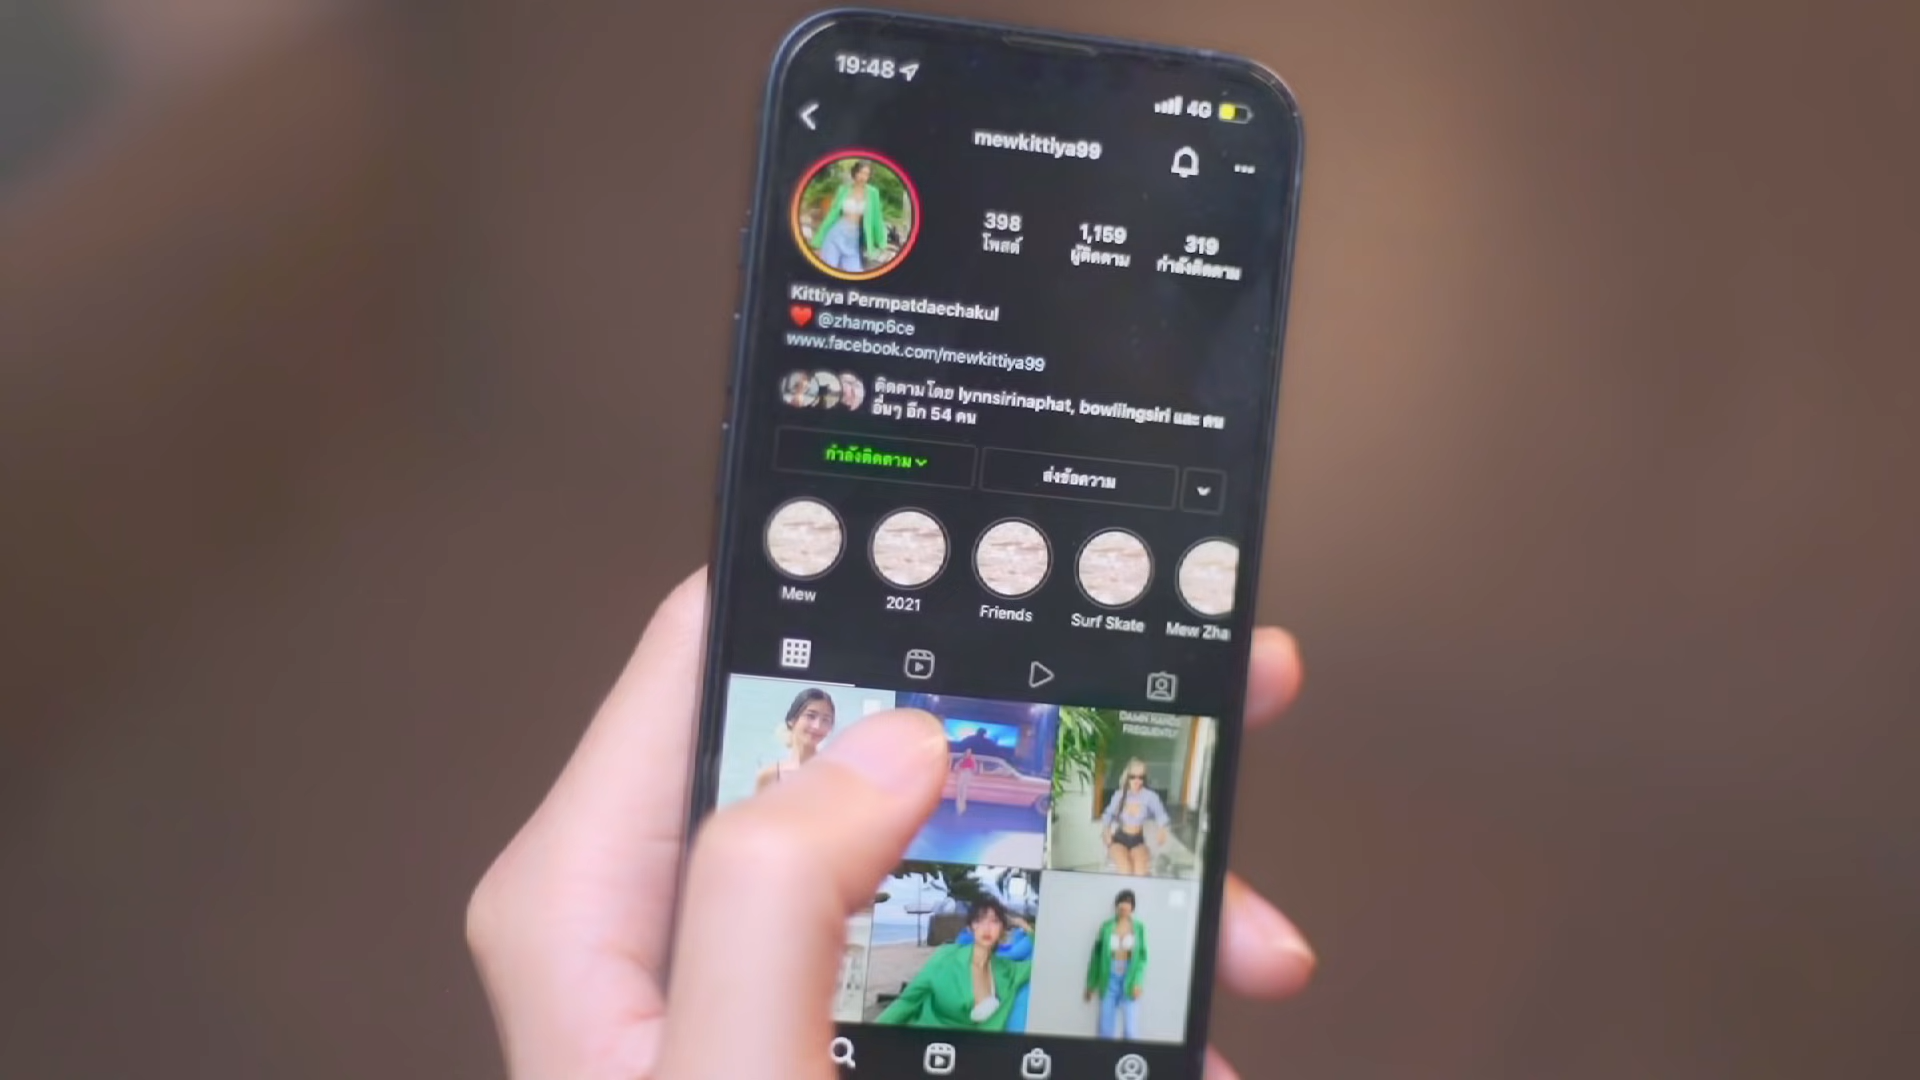 19:48
4G
mewkittiya99
398 1,159 319
โพสต์ ผู้ติดตาม กำลังติดตาม
Kittiya Permpatdaechakul
❤️ @zhamp6ce
www.facebook.com/mewkittiya99
ติดตามโดย lynnsirinaphat, bowlingsiri และ คน
อื่นๆ อีก 54 คน
กำลังติดตาม ส่งข้อความ
Mew 2021 Friends Surf Skate Mew Zha
DAMN HANDS
FREQUENTLY